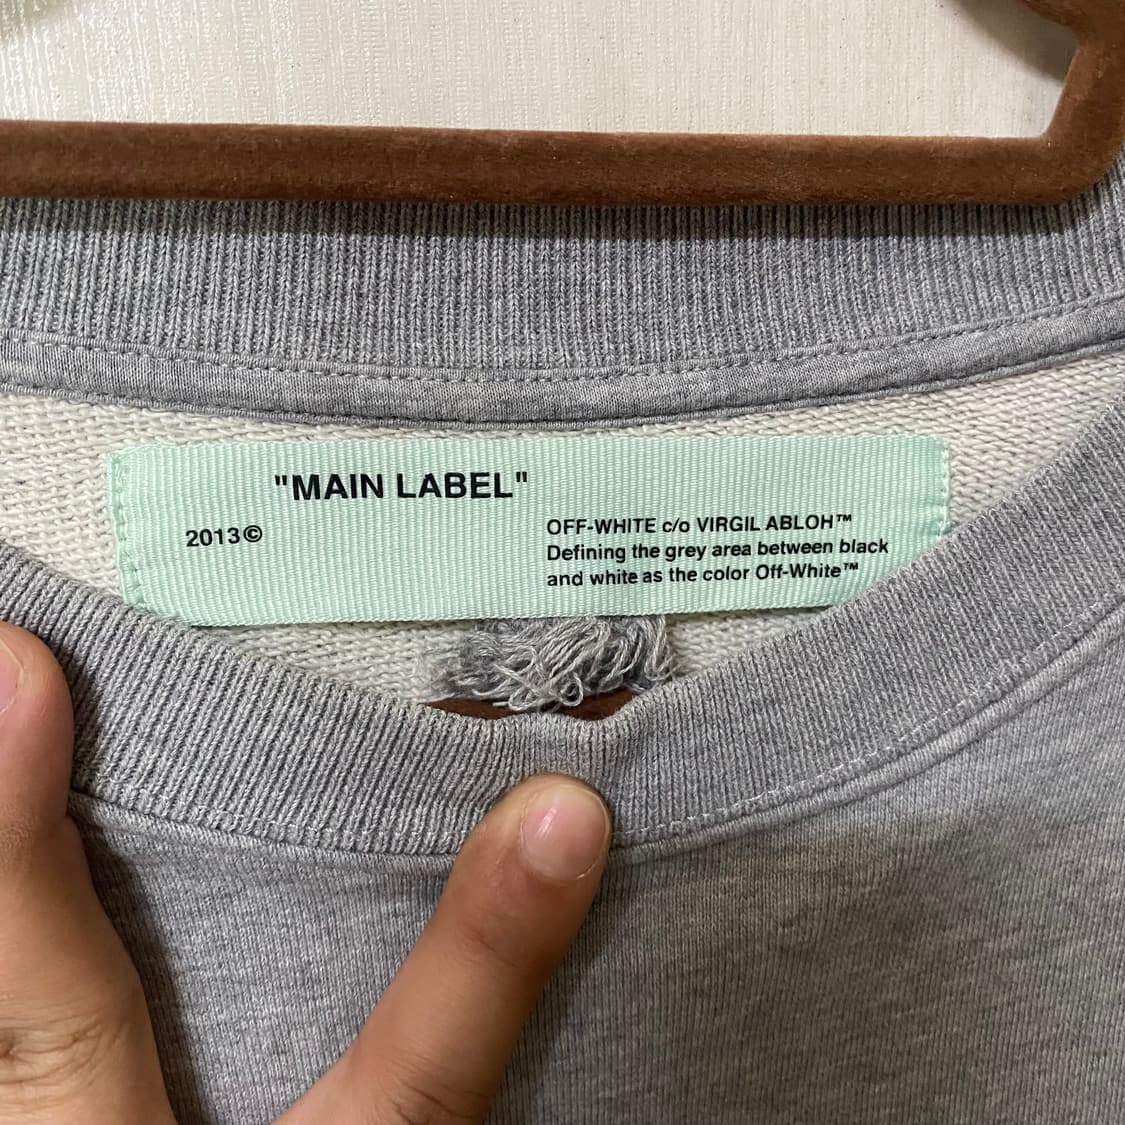 "MAIN LABEL"
2013©
OFF-WHITE c/o VIRGIL ABLOH™
Defining the grey area between black
and white as the color Off-White™